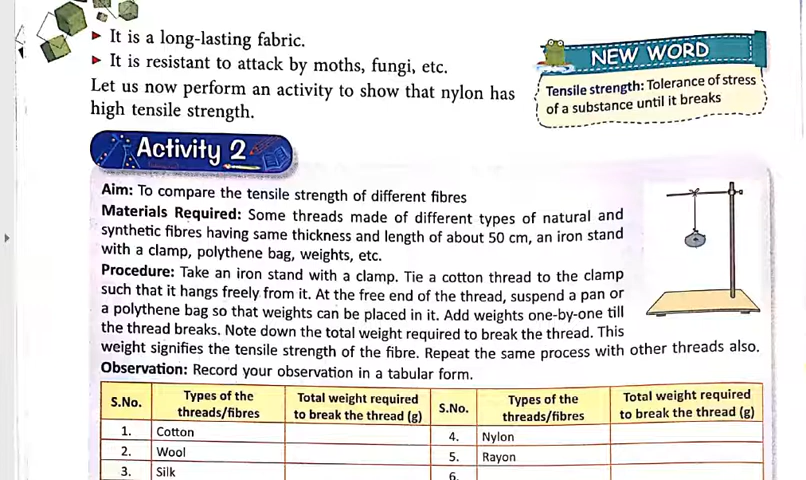 ➤ It is a long-lasting fabric.
➤ It is resistant to attack by moths, fungi, etc.
Let us now perform an activity to show that nylon has
high tensile strength.
NEW WORD
Tensile strength: Tolerance of stress
of a substance until it breaks
Activity 2
Aim: To compare the tensile strength of different fibres
Materials Required: Some threads made of different types of natural and
synthetic fibres having same thickness and length of about 50 cm, an iron stand
with a clamp, polythene bag, weights, etc.
Procedure: Take an iron stand with a clamp. Tie a cotton thread to the clamp
such that it hangs freely from it. At the free end of the thread, suspend a pan or
a polythene bag so that weights can be placed in it. Add weights one-by-one till
the thread breaks. Note down the total weight required to break the thread. This
weight signifies the tensile strength of the fibre. Repeat the same process with other threads also.
Observation: Record your observation in a tabular form.
S.No. Types of the threads/fibres Total weight required to break the thread (g) S.No. Types of the threads/fibres Total weight required to break the thread (g)
1. Cotton 4. Nylon
2. Wool 5. Rayon
3. Silk 6.